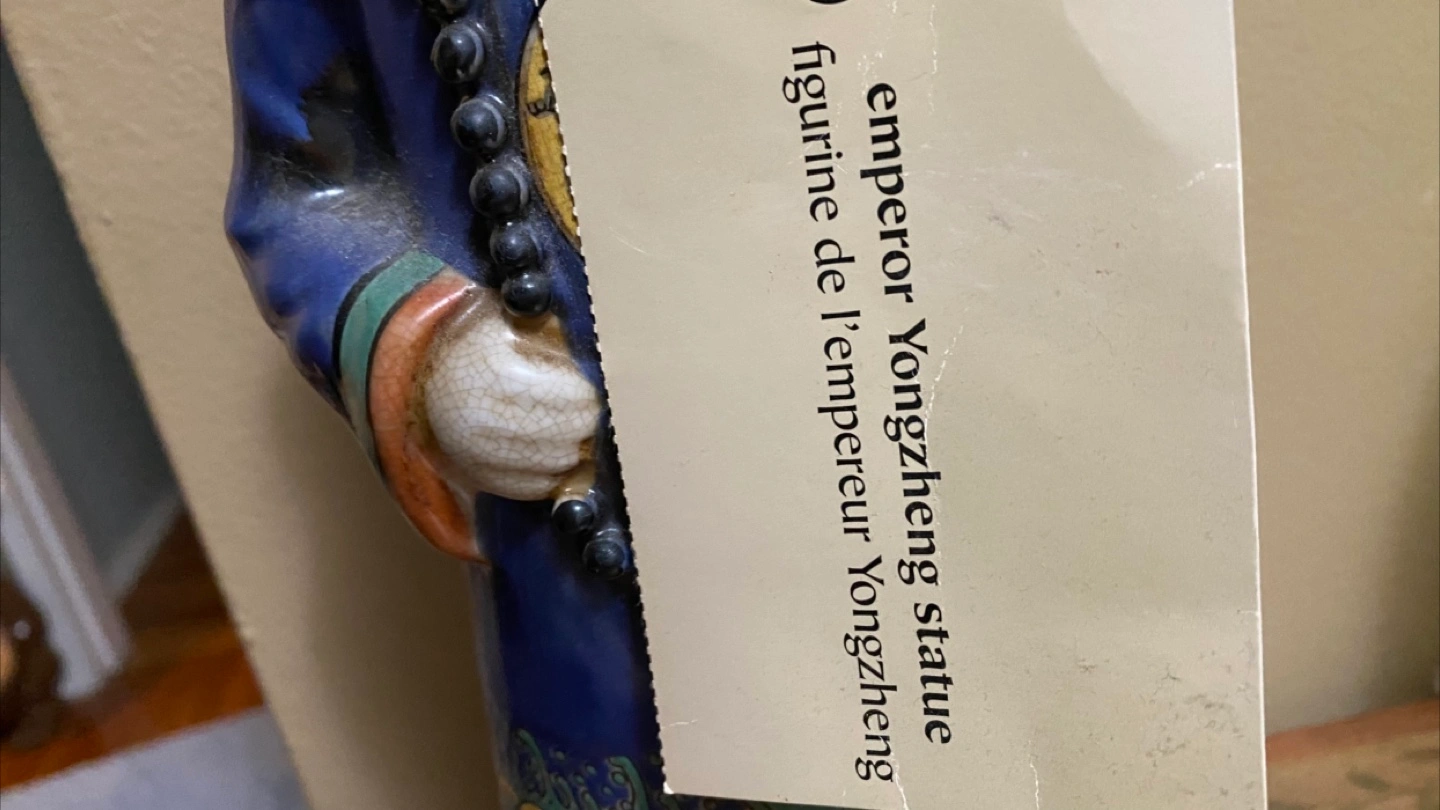 emperor Yongzheng statue
figurine de l'empereur Yongzheng